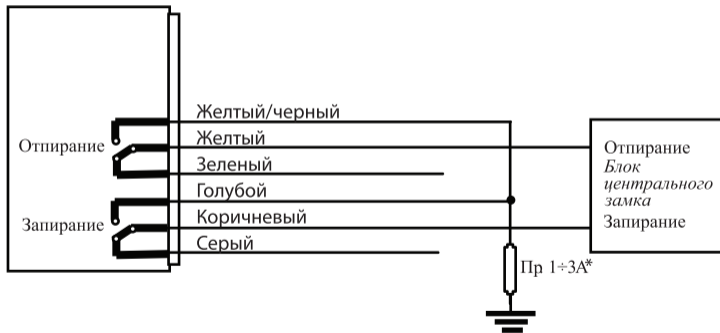 Желтый/черный
Отпирание
Желтый
Зеленый
Голубой
Запирание
Коричневый
Серый
Отпирание
Блок
центрального
замка
Запирание
Пр 1÷3А*